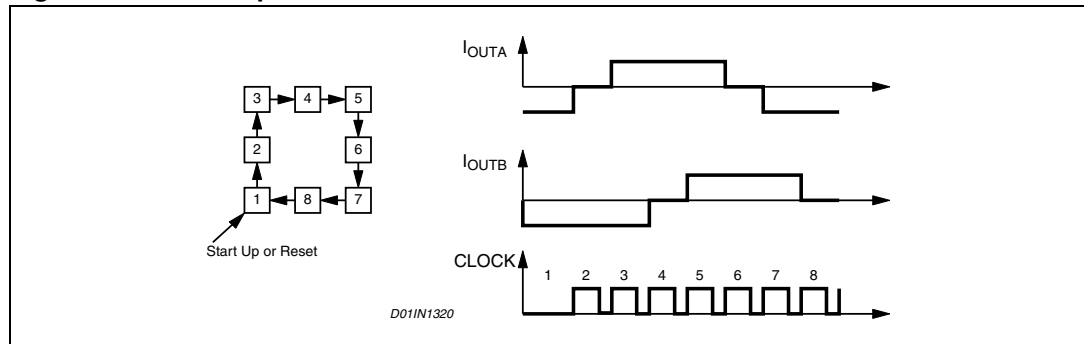 I_OUTA
3 4 5
2 6
1 8 7
Start Up or Reset
I_OUTB
CLOCK
1 2 3 4 5 6 7 8
D01IN1320